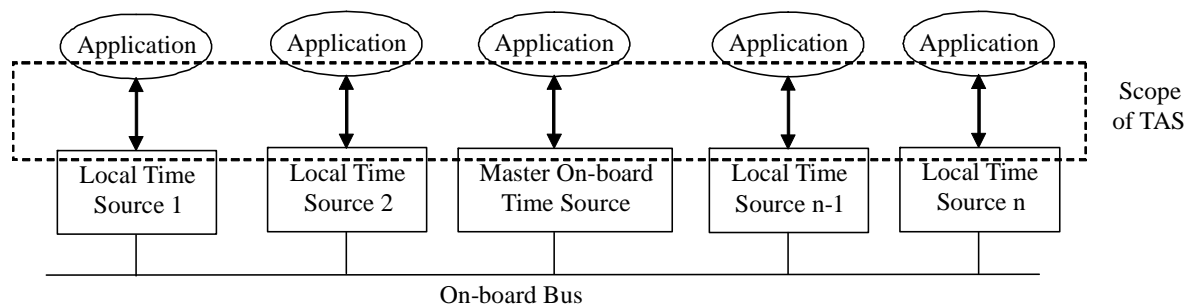 Application
Application
Application
Application
Application
Scope
of TAS
Local Time
Source 1
Local Time
Source 2
Master On-board
Time Source
Local Time
Source n-1
Local Time
Source n
On-board Bus